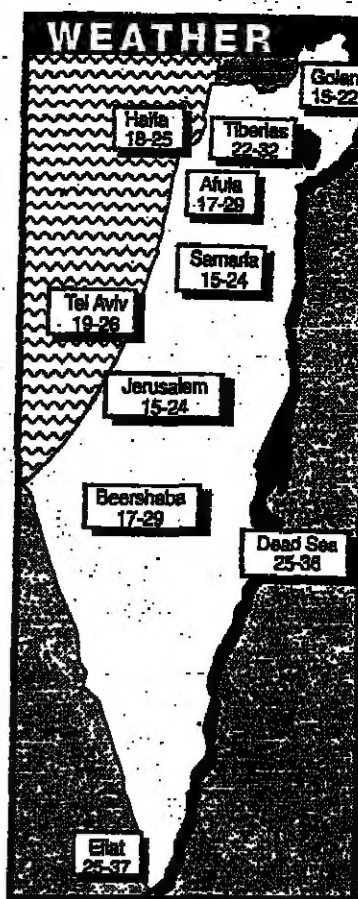 WEATHER
Golan
15-22
Haifa
18-25
Tiberias
22-32
Afula
17-29
Samaria
15-24
Tel Aviv
19-26
Jerusalem
15-24
Beersheba
17-29
Dead Sea
25-36
Eilat
25-37